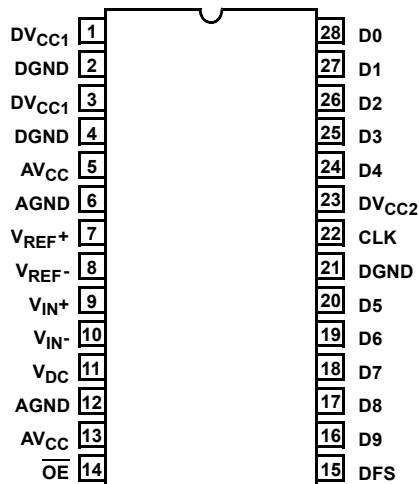 DVCC1 1 28 D0
DGND 2 27 D1
DVCC1 3 26 D2
DGND 4 25 D3
AVCC 5 24 D4
AGND 6 23 DVCC2
VREF+ 7 22 CLK
VREF- 8 21 DGND
VIN+ 9 20 D5
VIN- 10 19 D6
VDC 11 18 D7
AGND 12 17 D8
AVCC 13 16 D9
O̅E̅ 14 15 DFS